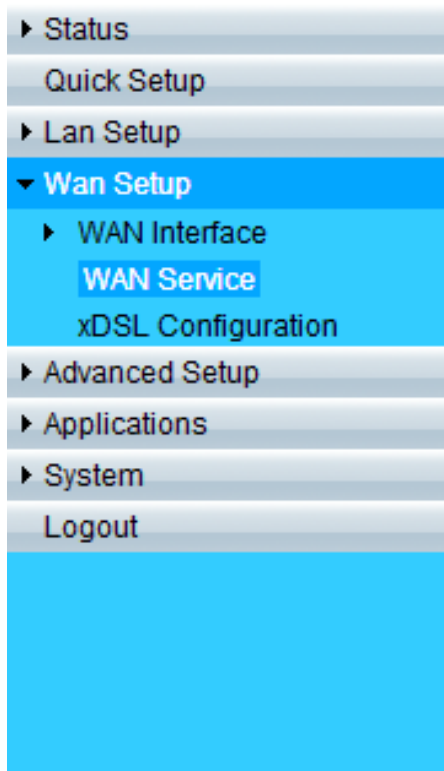 Status
Quick Setup
Lan Setup
Wan Setup
WAN Interface
WAN Service
xDSL Configuration
Advanced Setup
Applications
System
Logout